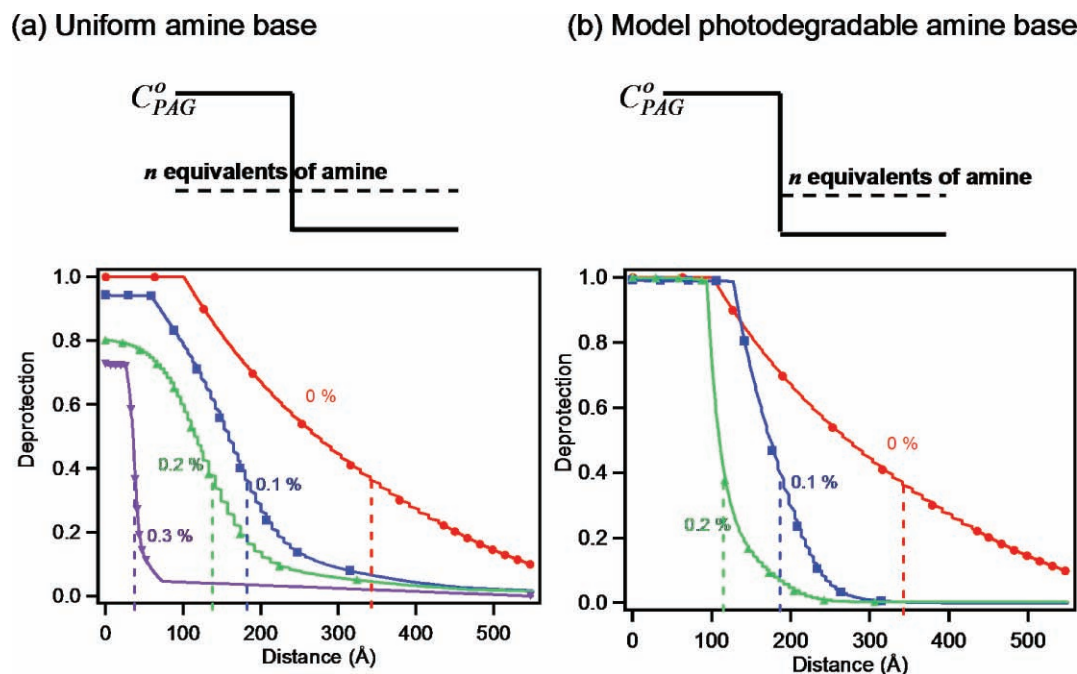 (a) Uniform amine base
C°PAG
n equivalents of amine
Deprotection
1.0
0.8
0.6
0.4
0.2
0.0
0 %
0.1 %
0.2 %
0.3 %
0 100 200 300 400 500
Distance (Å)
(b) Model photodegradable amine base
C°PAG
n equivalents of amine
Deprotection
1.0
0.8
0.6
0.4
0.2
0.0
0 %
0.1 %
0.2 %
0 100 200 300 400 500
Distance (Å)